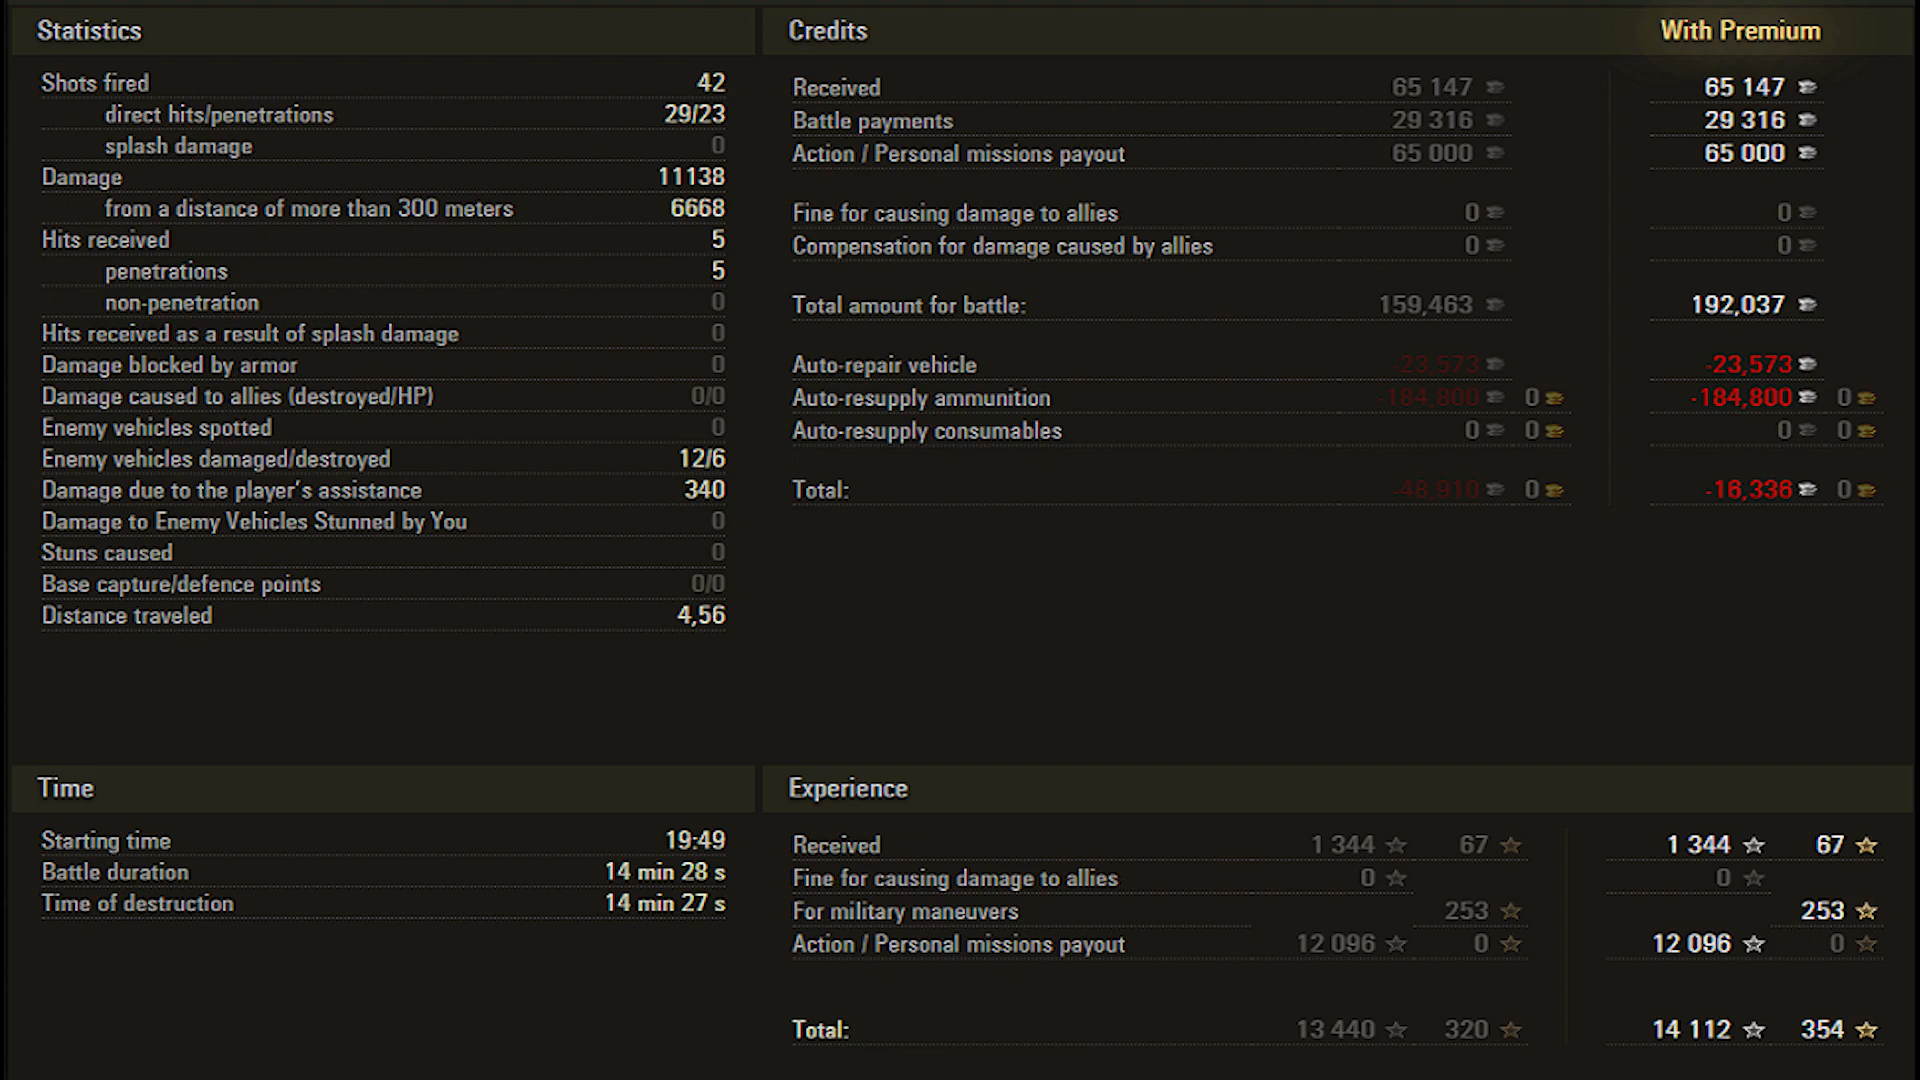 Statistics
Shots fired 42
direct hits/penetrations 29/23
splash damage 0
Damage 11138
from a distance of more than 300 meters 6668
Hits received 5
penetrations 5
non-penetration 0
Hits received as a result of splash damage 0
Damage blocked by armor 0
Damage caused to allies (destroyed/HP) 0/0
Enemy vehicles spotted 0
Enemy vehicles damaged/destroyed 12/6
Damage due to the player's assistance 340
Damage to Enemy Vehicles Stunned by You 0
Stuns caused 0
Base capture/defence points 0/0
Distance traveled 4,56
Credits With Premium
Received 65 147 65 147
Battle payments 29 316 29 316
Action / Personal missions payout 65 000 65 000
Fine for causing damage to allies 0 0
Compensation for damage caused by allies 0 0
Total amount for battle: 159,463 192,037
Auto-repair vehicle -23,573 -23,573
Auto-resupply ammunition -184,800 0 -184,800 0
Auto-resupply consumables 0 0 0 0
Total: -48,910 0 -16,336 0
Time
Starting time 19:49
Battle duration 14 min 28 s
Time of destruction 14 min 27 s
Experience
Received 1 344 67 1 344 67
Fine for causing damage to allies 0 0
For military maneuvers 253 253
Action / Personal missions payout 12 096 0 12 096 0
Total: 13 440 320 14 112 354